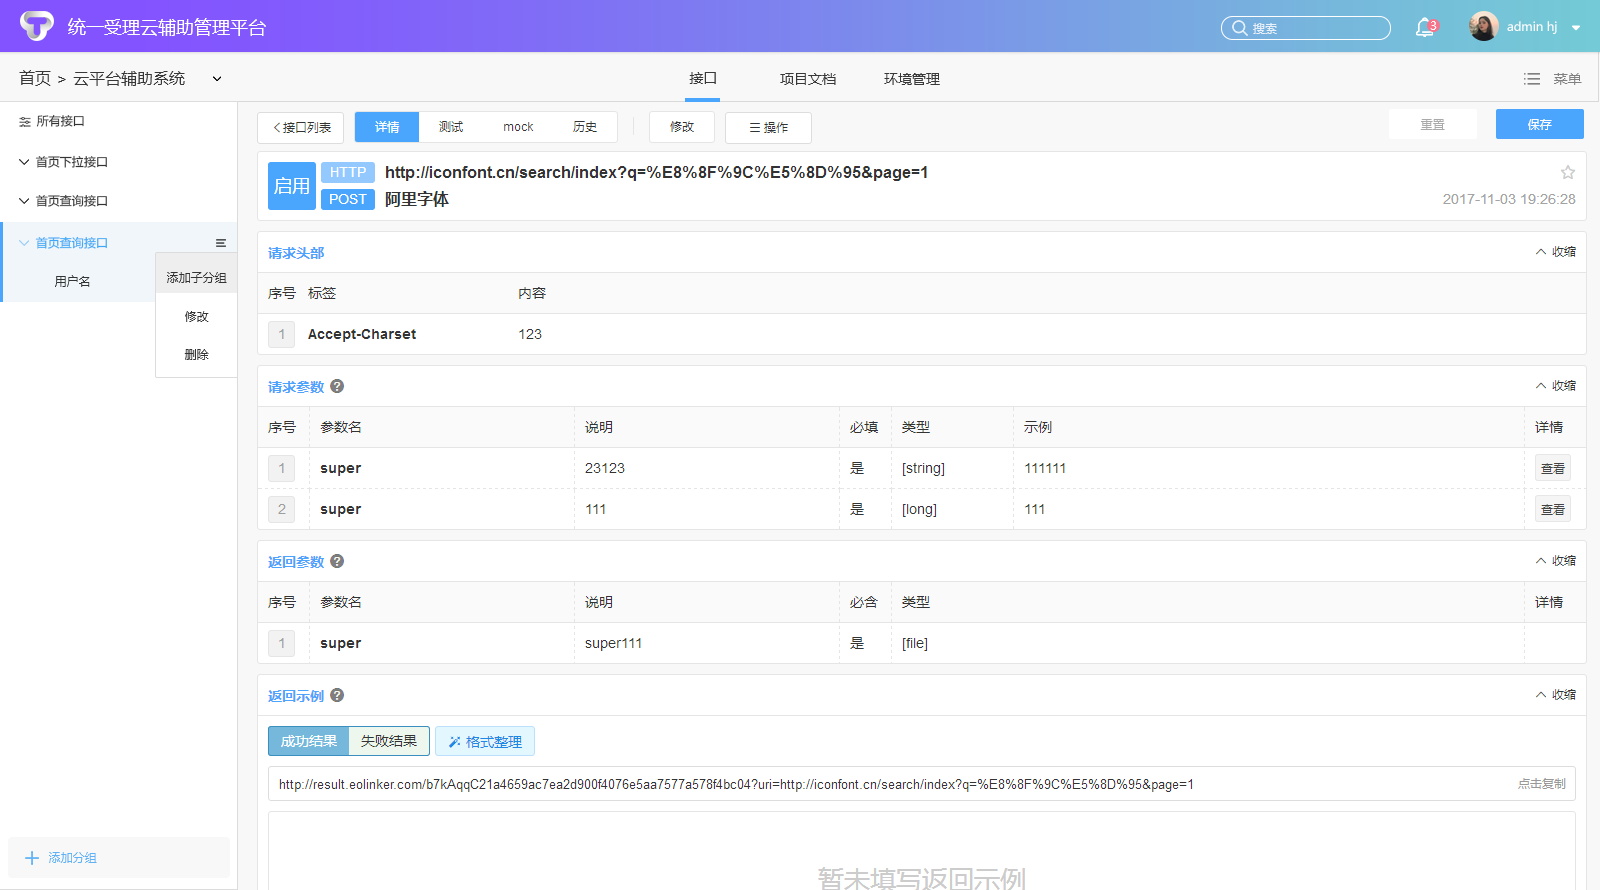 统一受理云辅助管理平台
搜索
3
admin hj
首页 > 云平台辅助系统
接口
项目文档
环境管理
菜单
所有接口
首页下拉接口
首页查询接口
首页查询接口
用户名
添加子分组
修改
删除
添加分组
接口列表
详情
测试
mock
历史
修改
操作
重置
保存
启用
HTTP
POST
http://iconfont.cn/search/index?q=%E8%8F%9C%E5%8D%95&page=1
阿里字体
2017-11-03 19:26:28
请求头部
收缩
序号 标签 内容
1 Accept-Charset 123
请求参数 ?
收缩
序号 参数名 说明 必填 类型 示例 详情
1 super 23123 是 [string] 111111 查看
2 super 111 是 [long] 111 查看
返回参数 ?
收缩
序号 参数名 说明 必含 类型 详情
1 super super111 是 [file]
返回示例 ?
收缩
成功结果
失败结果
格式整理
http://result.eolinker.com/b7kAqqC21a4659ac7ea2d900f4076e5aa7577a578f4bc04?uri=http://iconfont.cn/search/index?q=%E8%8F%9C%E5%8D%95&page=1
点击复制
暂未填写返回示例